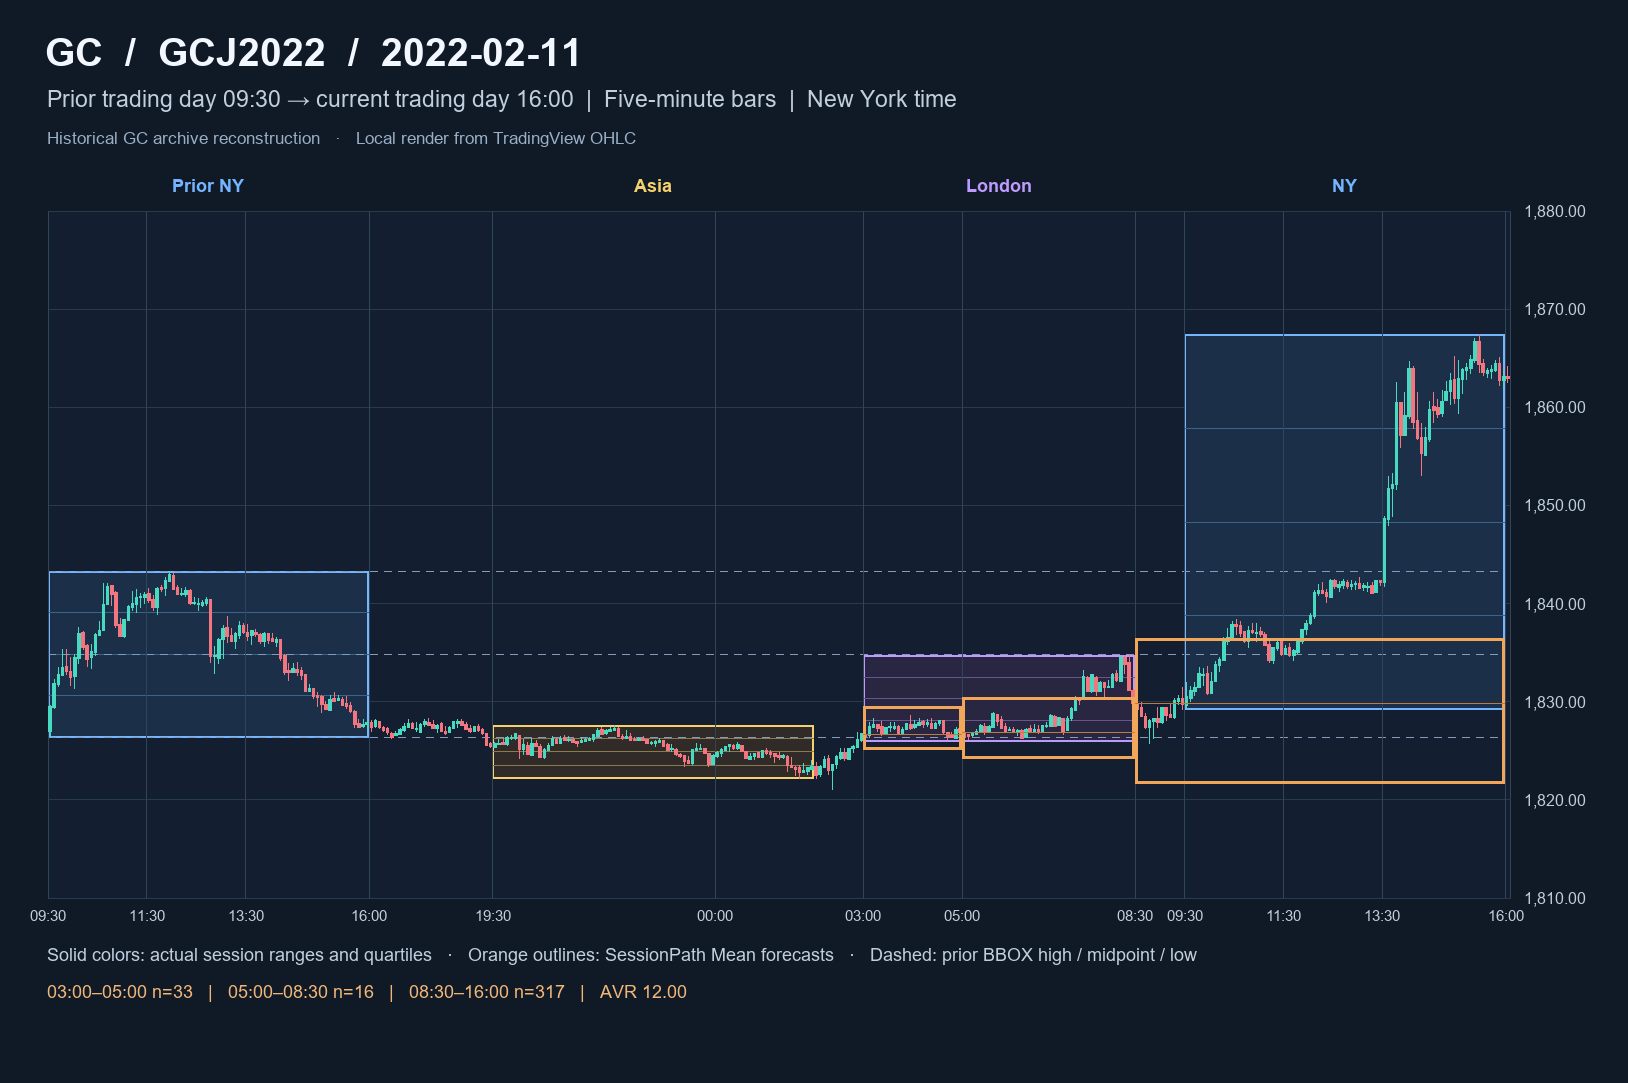 GC / GCJ2022 / 2022-02-11
Prior trading day 09:30 → current trading day 16:00 | Five-minute bars | New York time
Historical GC archive reconstruction · Local render from TradingView OHLC
Prior NY Asia London NY
1,880.00
1,870.00
1,860.00
1,850.00
1,840.00
1,830.00
1,820.00
1,810.00
09:30 11:30 13:30 16:00 19:30 00:00 03:00 05:00 08:30 09:30 11:30 13:30 16:00
Solid colors: actual session ranges and quartiles · Orange outlines: SessionPath Mean forecasts · Dashed: prior BBOX high / midpoint / low
03:00–05:00 n=33 | 05:00–08:30 n=16 | 08:30–16:00 n=317 | AVR 12.00